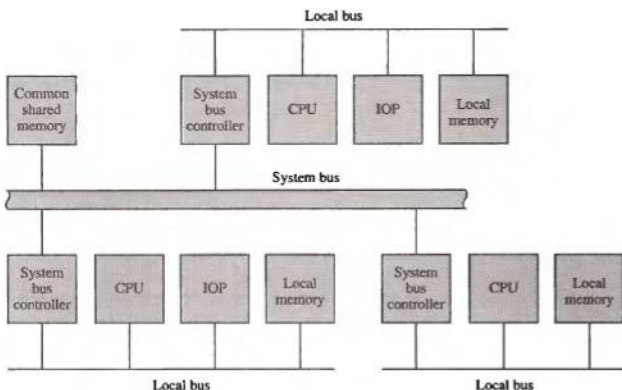 Local bus
Common
shared
memory
System
bus
controller
CPU
IOP
Local
memory
System bus
System
bus
controller
CPU
IOP
Local
memory
System
bus
controller
CPU
Local
memory
Local bus
Local bus